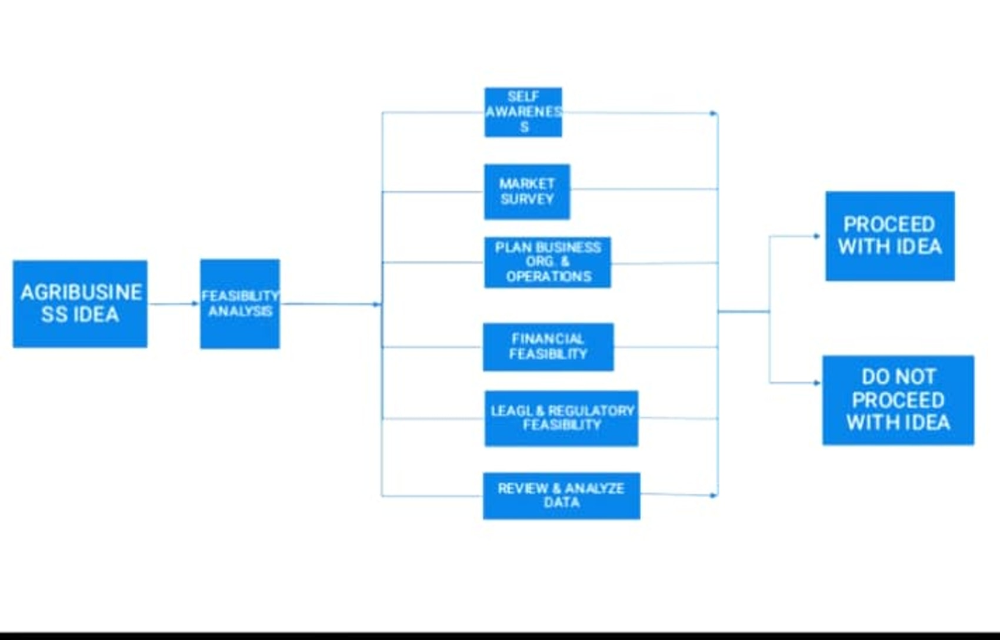 AGRIBUSINE
SS IDEA
FEASIBILITY
ANALYSIS
SELF
AWARENES
S
MARKET
SURVEY
PLAN BUSINESS
ORG. &
OPERATIONS
FINANCIAL
FEASIBILITY
LEAGL & REGULATORY
FEASIBILITY
REVIEW & ANALYZE
DATA
PROCEED
WITH IDEA
DO NOT
PROCEED
WITH IDEA